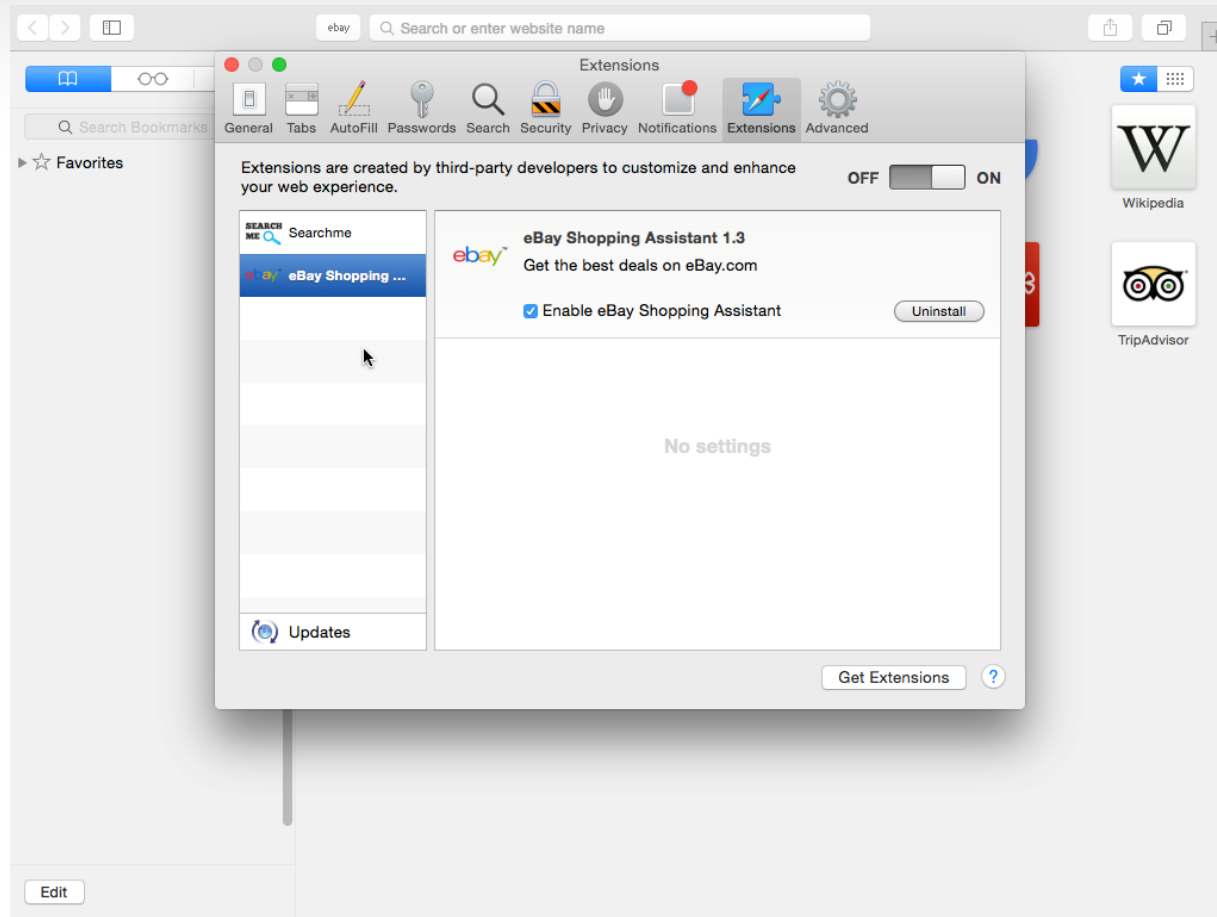 ebay
Search or enter website name
Extensions
General
Tabs
AutoFill
Passwords
Search
Security
Privacy
Notifications
Extensions
Advanced
Search Bookmarks
Favorites
Extensions are created by third-party developers to customize and enhance
your web experience.
OFF
ON
SEARCH
ME
Searchme
ebay
eBay Shopping ...
ebay™
eBay Shopping Assistant 1.3
Get the best deals on eBay.com
Enable eBay Shopping Assistant
Uninstall
No settings
Updates
Get Extensions
?
W
Wikipedia
TripAdvisor
Edit